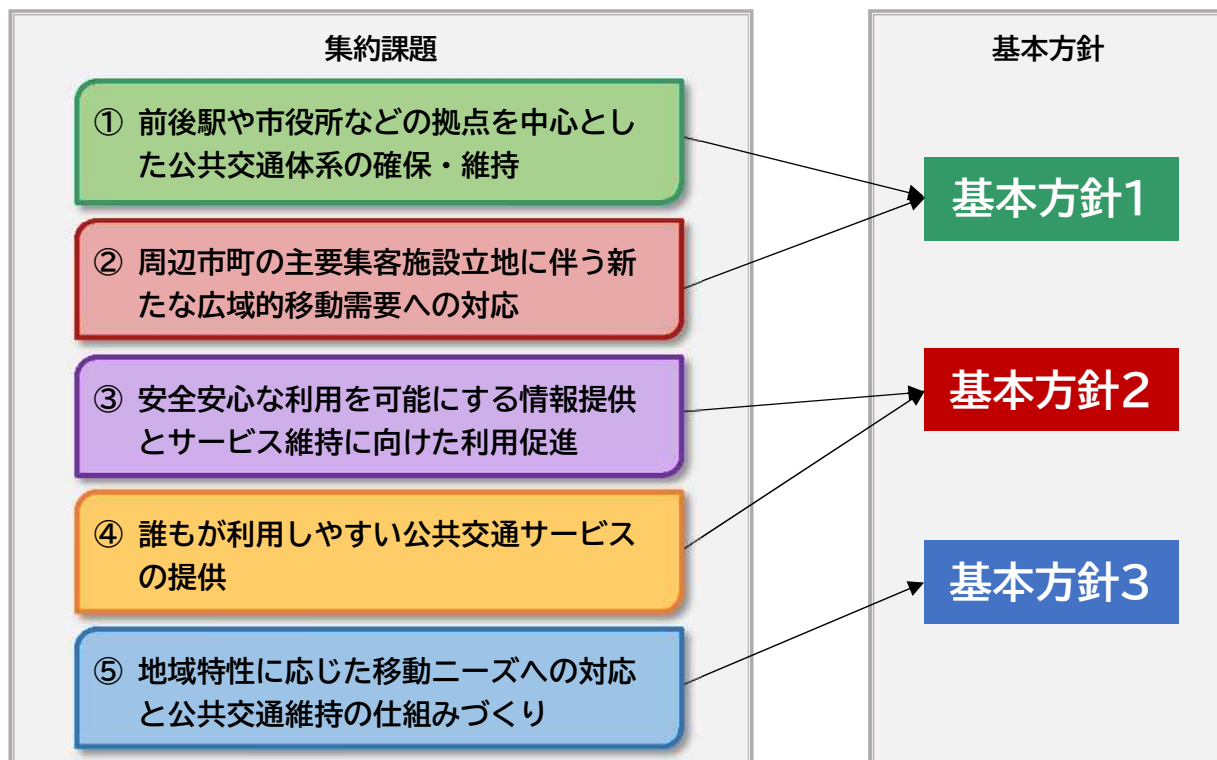 集約課題
① 前後駅や市役所などの拠点を中心とし
た公共交通体系の確保・維持
② 周辺市町の主要集客施設立地に伴う新
たな広域的移動需要への対応
③ 安全安心な利用を可能にする情報提供
とサービス維持に向けた利用促進
④ 誰もが利用しやすい公共交通サービス
の提供
⑤ 地域特性に応じた移動ニーズへの対応
と公共交通維持の仕組みづくり
基本方針
基本方針1
基本方針2
基本方針3